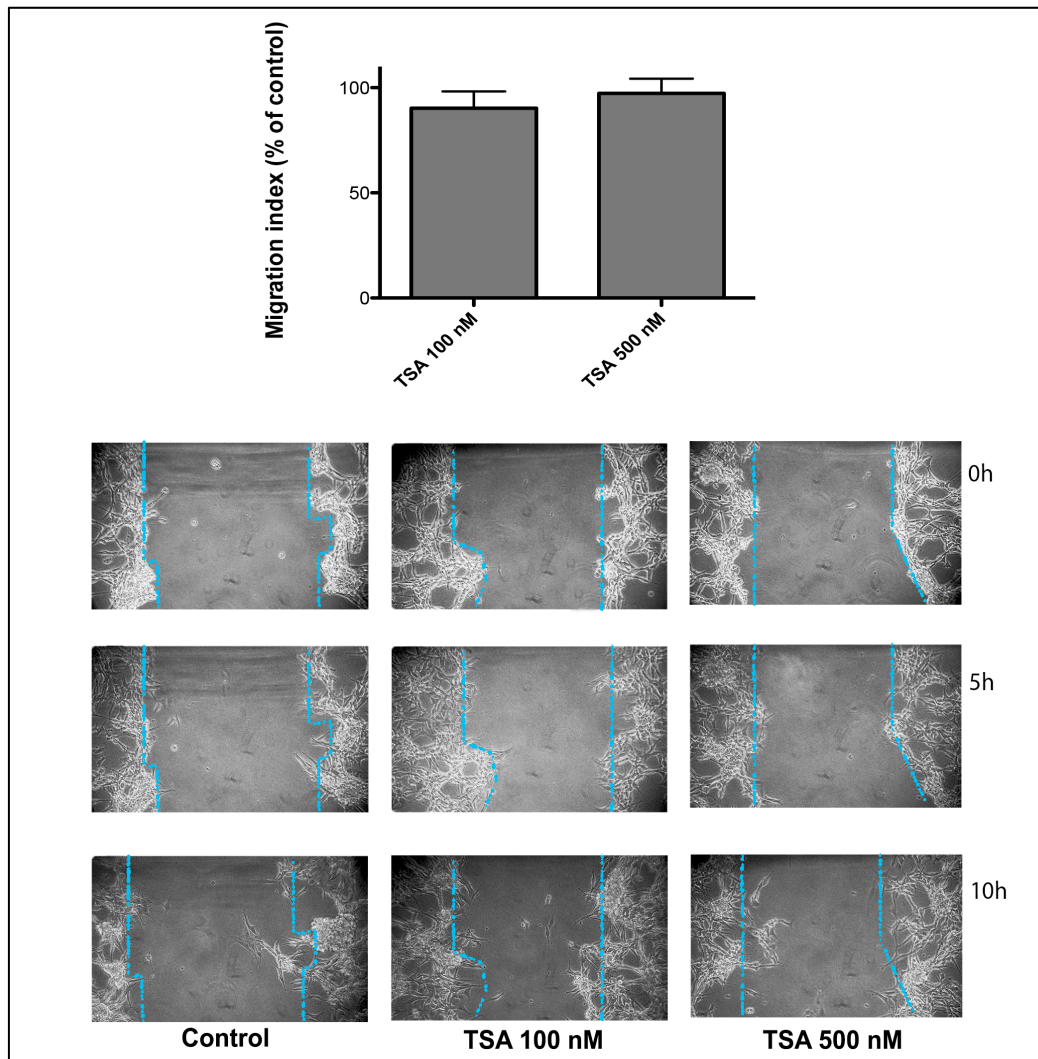 Migration index (% of control)
100
50
0
TSA 100 nM
TSA 500 nM
0h
5h
10h
Control
TSA 100 nM
TSA 500 nM